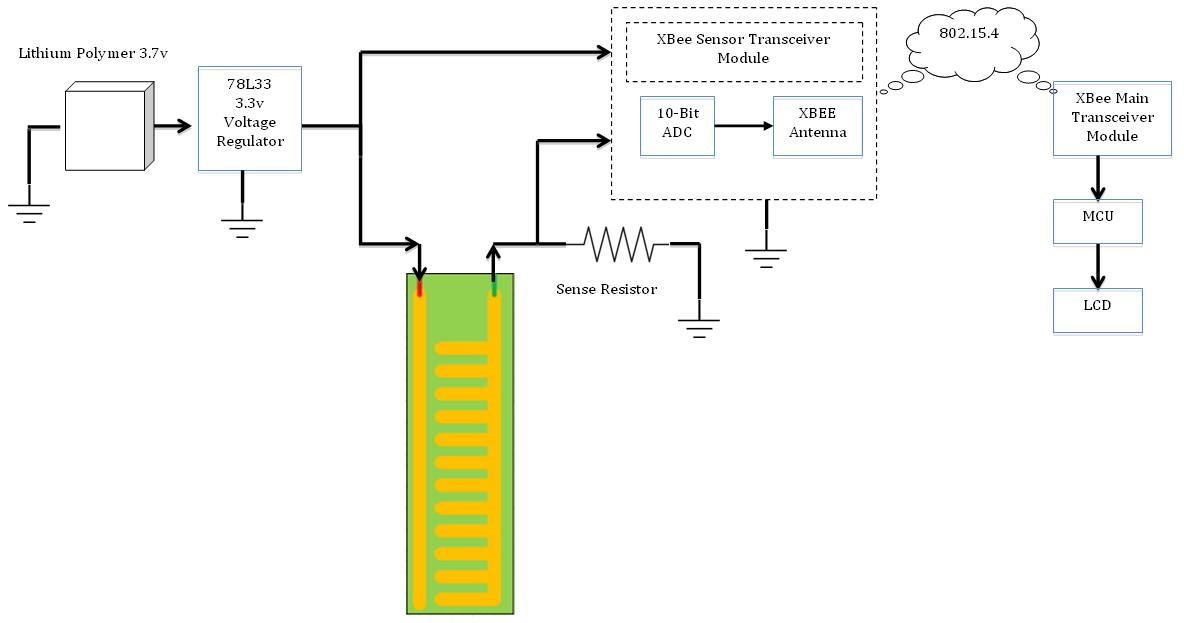 Lithium Polymer 3.7v
78L33
3.3v
Voltage
Regulator
XBee Sensor Transceiver
Module
10-Bit
ADC
XBEE
Antenna
802.15.4
XBee Main
Transceiver
Module
MCU
LCD
Sense Resistor